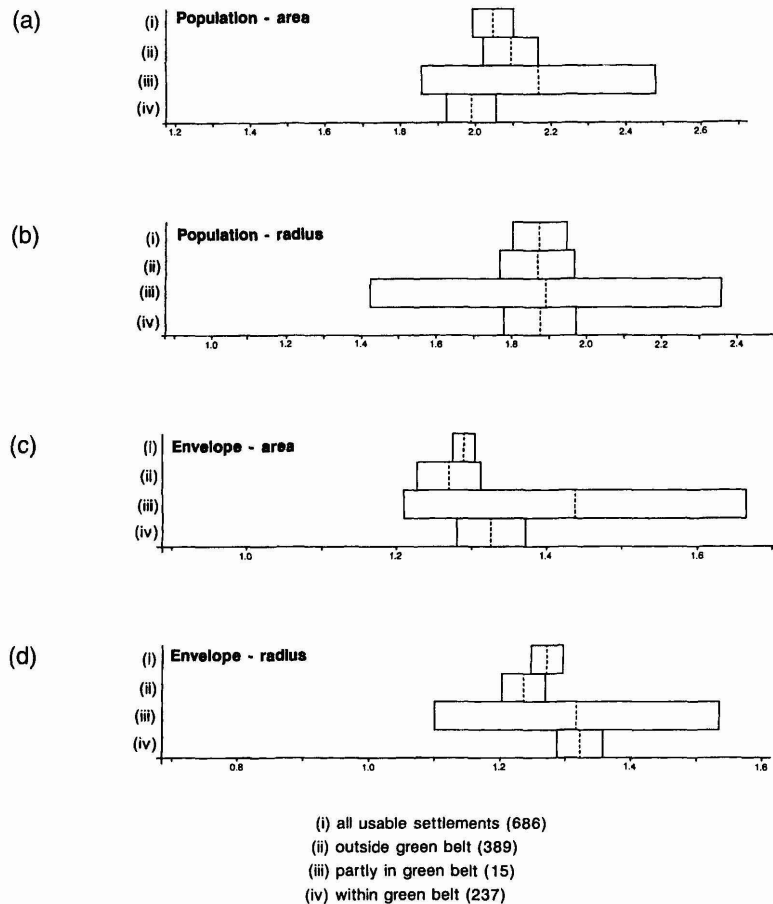 (a)
Population - area
(i)
(ii)
(iii)
(iv)
1.2 1.4 1.6 1.8 2.0 2.2 2.4 2.6
(b)
Population - radius
(i)
(ii)
(iii)
(iv)
1.0 1.2 1.4 1.6 1.8 2.0 2.2 2.4
(c)
Envelope - area
(i)
(ii)
(iii)
(iv)
1.0 1.2 1.4 1.6
(d)
Envelope - radius
(i)
(ii)
(iii)
(iv)
0.8 1.0 1.2 1.4 1.6
(i) all usable settlements (686)
(ii) outside green belt (389)
(iii) partly in green belt (15)
(iv) within green belt (237)